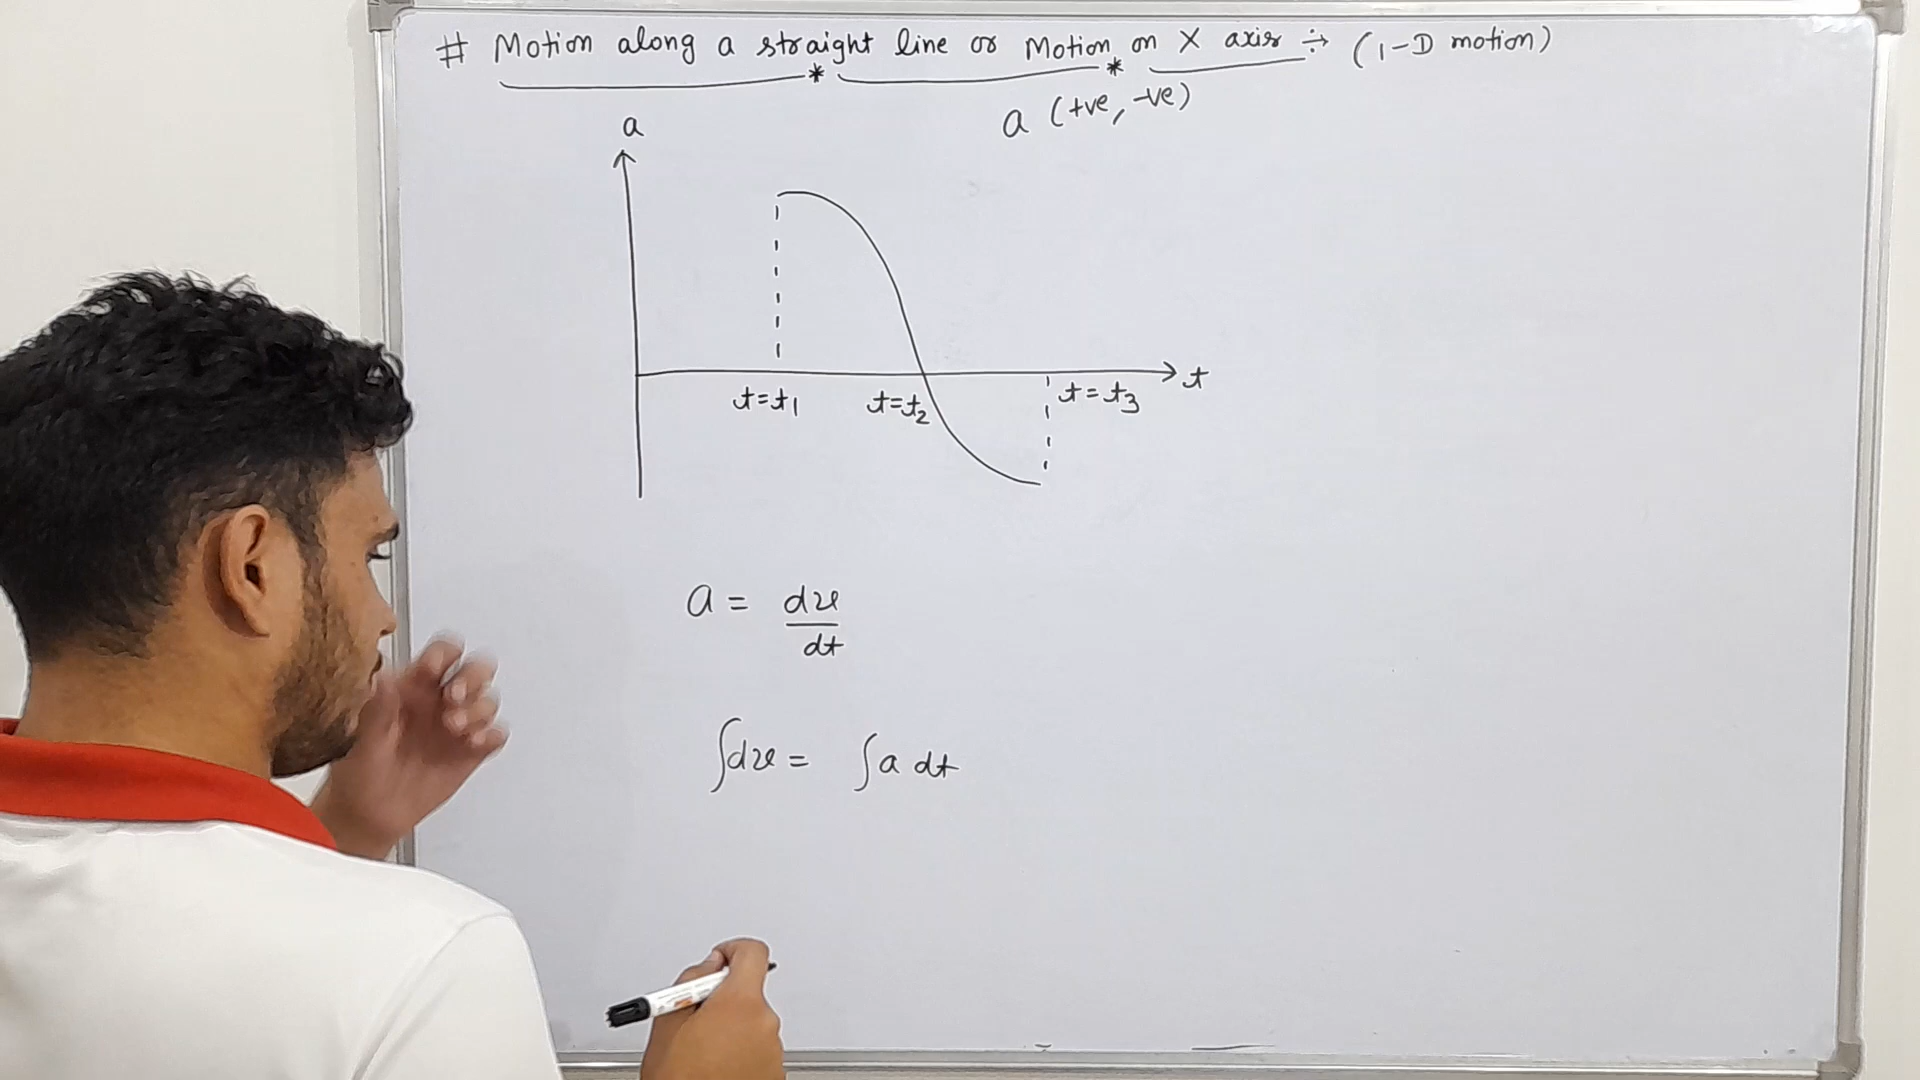 # Motion along a straight line or Motion on X axis ÷ (1-D motion)
a (+ve, -ve)
a
t
t=t1
t=t2
t=t3
a = dv/dt
∫dv = ∫a dt